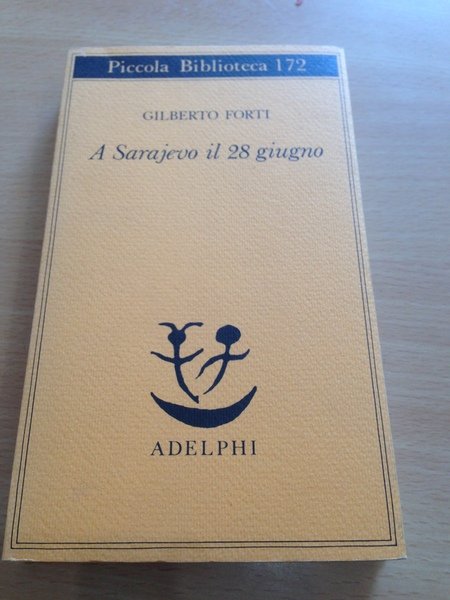 Piccola Biblioteca 172
GILBERTO FORTI
A Sarajevo il 28 giugno
ADELPHI